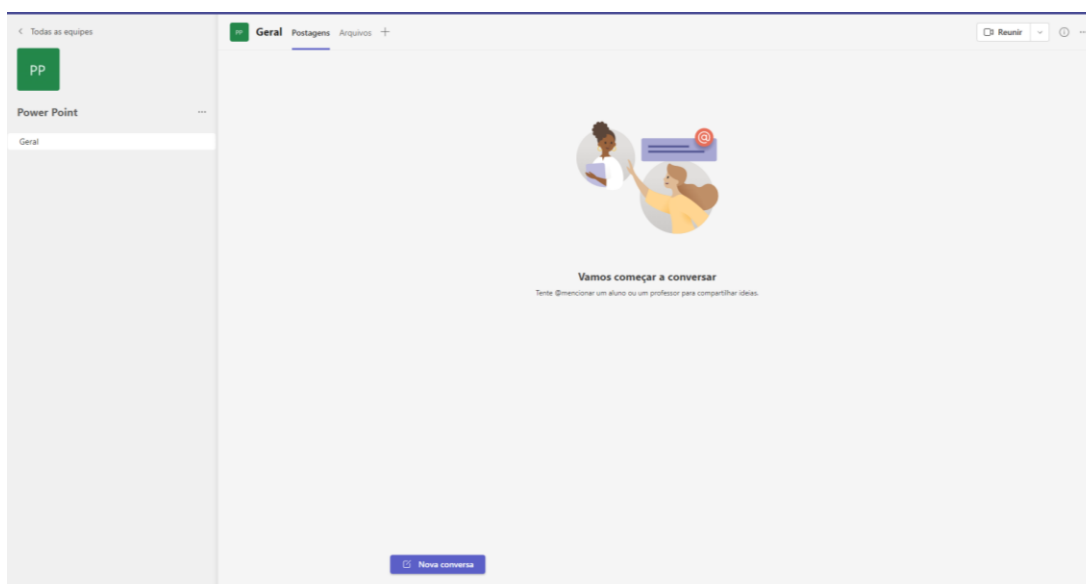 Todas as equipes
PP
Power Point
Geral
PP
Geral Postagens Arquivos
Reunir
@
Vamos começar a conversar
Tente @mencionar um aluno ou um professor para compartilhar ideias.
Nova conversa